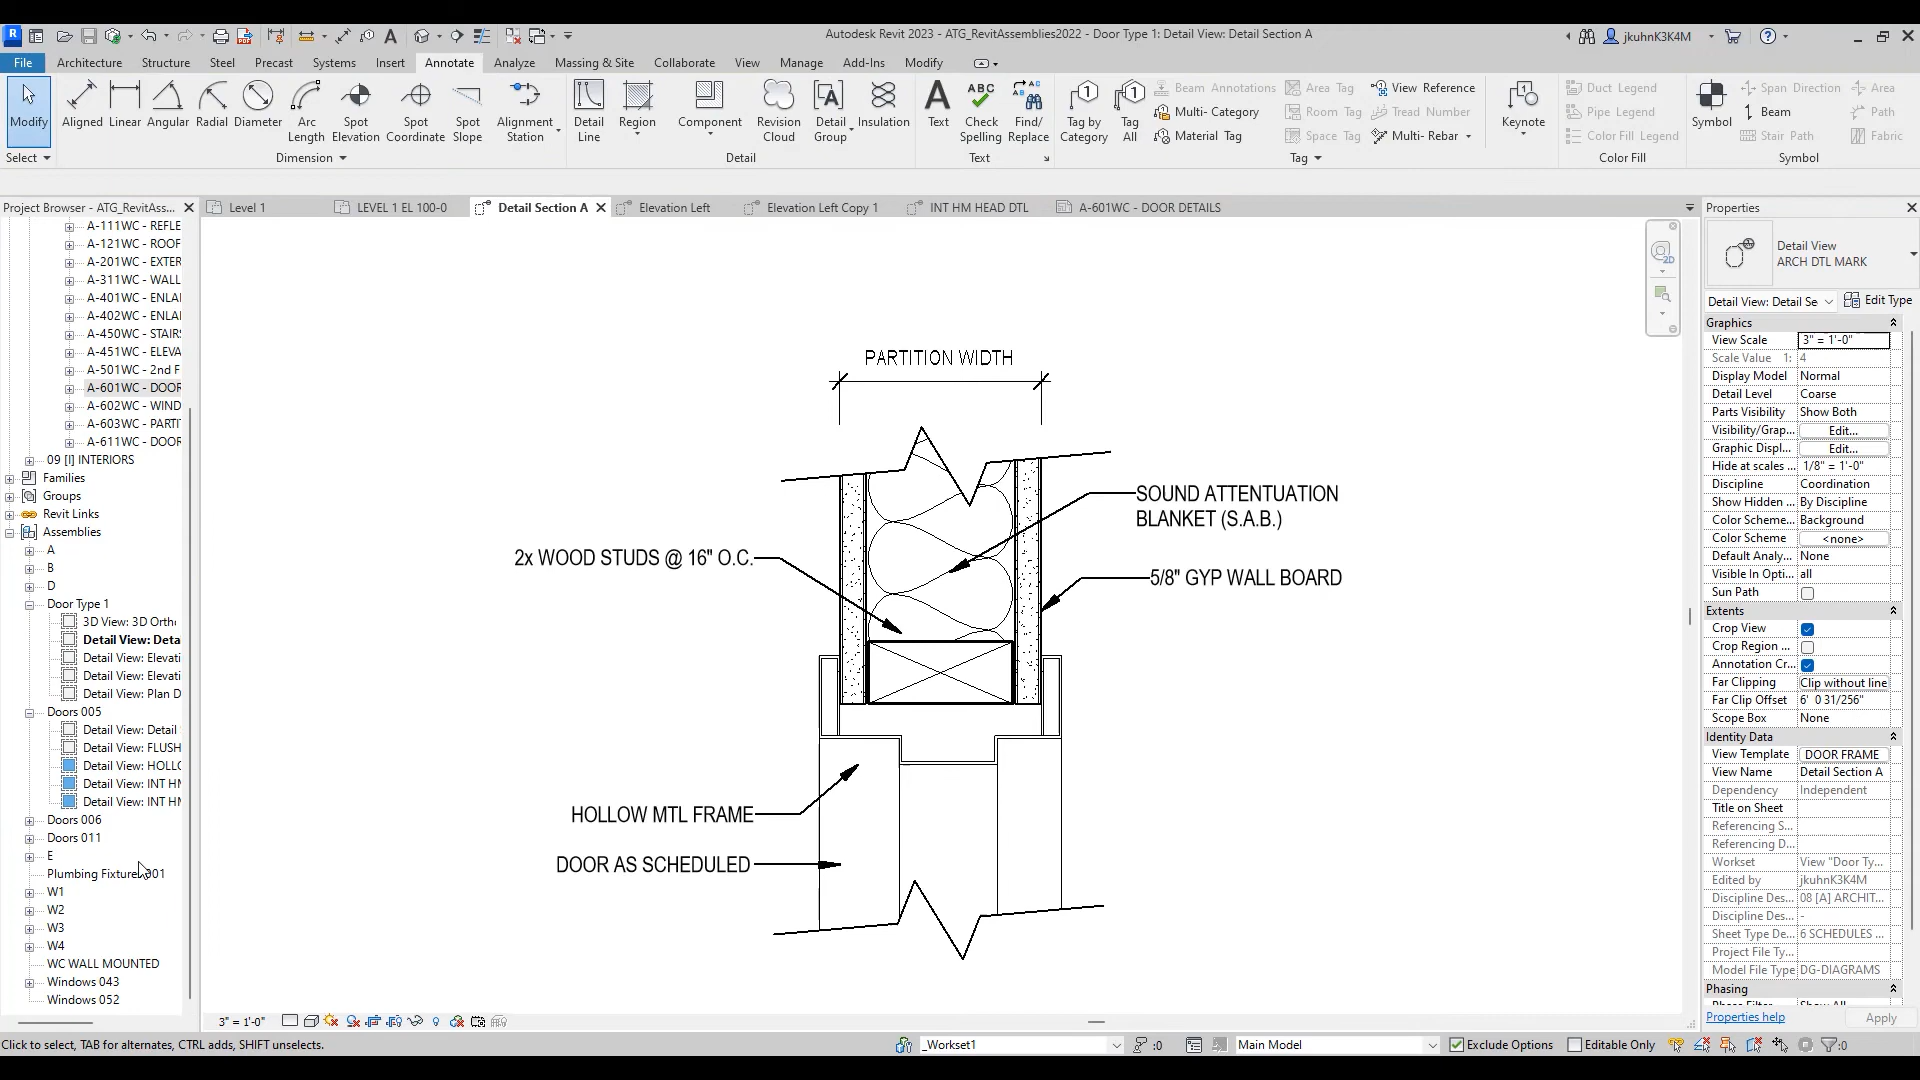 Autodesk Revit 2023 - ATG_RevitAssemblies2022 - Door Type 1: Detail View: Detail Section A
jkuhnK3K4M
File Architecture Structure Steel Precast Systems Insert Annotate Analyze Massing & Site Collaborate View Manage Add-Ins Modify
Modify
Select
Aligned Linear Angular Radial Diameter Arc Length Spot Elevation Spot Coordinate Spot Slope Alignment Station
Dimension
Detail Line Region Component Revision Cloud Detail Group Insulation
Detail
Text Check Spelling Find/ Replace
Text
Tag by Category Tag All
Beam Annotations Area Tag View Reference
Multi- Category Room Tag Tread Number
Material Tag Space Tag Multi- Rebar
Tag
Keynote
Duct Legend
Pipe Legend
Color Fill Legend
Color Fill
Symbol
Span Direction Area
Beam Path
Stair Path Fabric
Symbol
Project Browser - ATG_RevitAss...
Level 1 LEVEL 1 EL 100-0 Detail Section A Elevation Left Elevation Left Copy 1 INT HM HEAD DTL A-601WC - DOOR DETAILS
A-111WC - REFLE
A-121WC - ROOF
A-201WC - EXTER
A-311WC - WALL
A-401WC - ENLA
A-402WC - ENLA
A-450WC - STAIR
A-451WC - ELEVA
A-501WC - 2nd F
A-601WC - DOOR
A-602WC - WIND
A-603WC - PARTI
A-611WC - DOOR
09 [I] INTERIORS
Families
Groups
Revit Links
Assemblies
A
B
D
Door Type 1
3D View: 3D Orth
Detail View: Deta
Detail View: Elevati
Detail View: Elevati
Detail View: Plan D
Doors 005
Detail View: Detail
Detail View: FLUSH
Detail View: HOLLO
Detail View: INT HM
Detail View: INT HM
Doors 006
Doors 011
E
Plumbing Fixtures 001
W1
W2
W3
W4
WC WALL MOUNTED
Windows 043
Windows 052
PARTITION WIDTH
SOUND ATTENTUATION
BLANKET (S.A.B.)
2x WOOD STUDS @ 16" O.C.
5/8" GYP WALL BOARD
HOLLOW MTL FRAME
DOOR AS SCHEDULED
Properties
Detail View
ARCH DTL MARK
Detail View: Detail Se Edit Type
Graphics
View Scale 3" = 1'-0"
Scale Value 1: 4
Display Model Normal
Detail Level Coarse
Parts Visibility Show Both
Visibility/Grap... Edit...
Graphic Displ... Edit...
Hide at scales ... 1/8" = 1'-0"
Discipline Coordination
Show Hidden ... By Discipline
Color Scheme... Background
Color Scheme <none>
Default Analy... None
Visible In Opti... all
Sun Path
Extents
Crop View
Crop Region ...
Annotation Cr...
Far Clipping Clip without line
Far Clip Offset 6' 0 31/256"
Scope Box None
Identity Data
View Template DOOR FRAME
View Name Detail Section A
Dependency Independent
Title on Sheet
Referencing S...
Referencing D...
Workset View "Door Ty...
Edited by jkuhnK3K4M
Discipline Des... 08 [A] ARCHIT...
Discipline Des... -
Sheet Type De... 6 SCHEDULES ...
Project File Ty...
Model File Type DG-DIAGRAMS
Phasing
Phase Filter Show All
Properties help Apply
3" = 1'-0"
Click to select, TAB for alternates, CTRL adds, SHIFT unselects.
_Workset1 :0 Main Model Exclude Options Editable Only :0